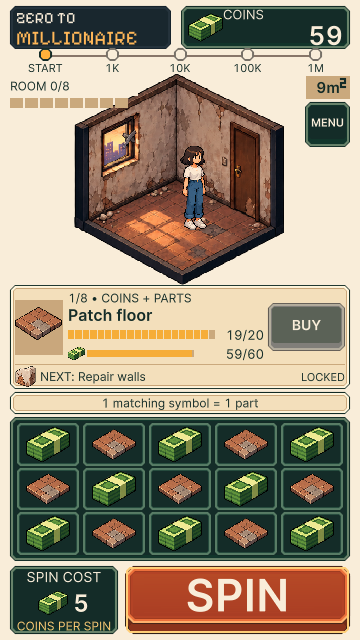 ZERO TO
MILLIONAIRE
COINS
59
START
1K
10K
100K
1M
ROOM 0/8
9m²
MENU
1/8 • COINS + PARTS
Patch floor
19/20
59/60
BUY
NEXT: Repair walls
LOCKED
1 matching symbol = 1 part
SPIN COST
5
COINS PER SPIN
SPIN